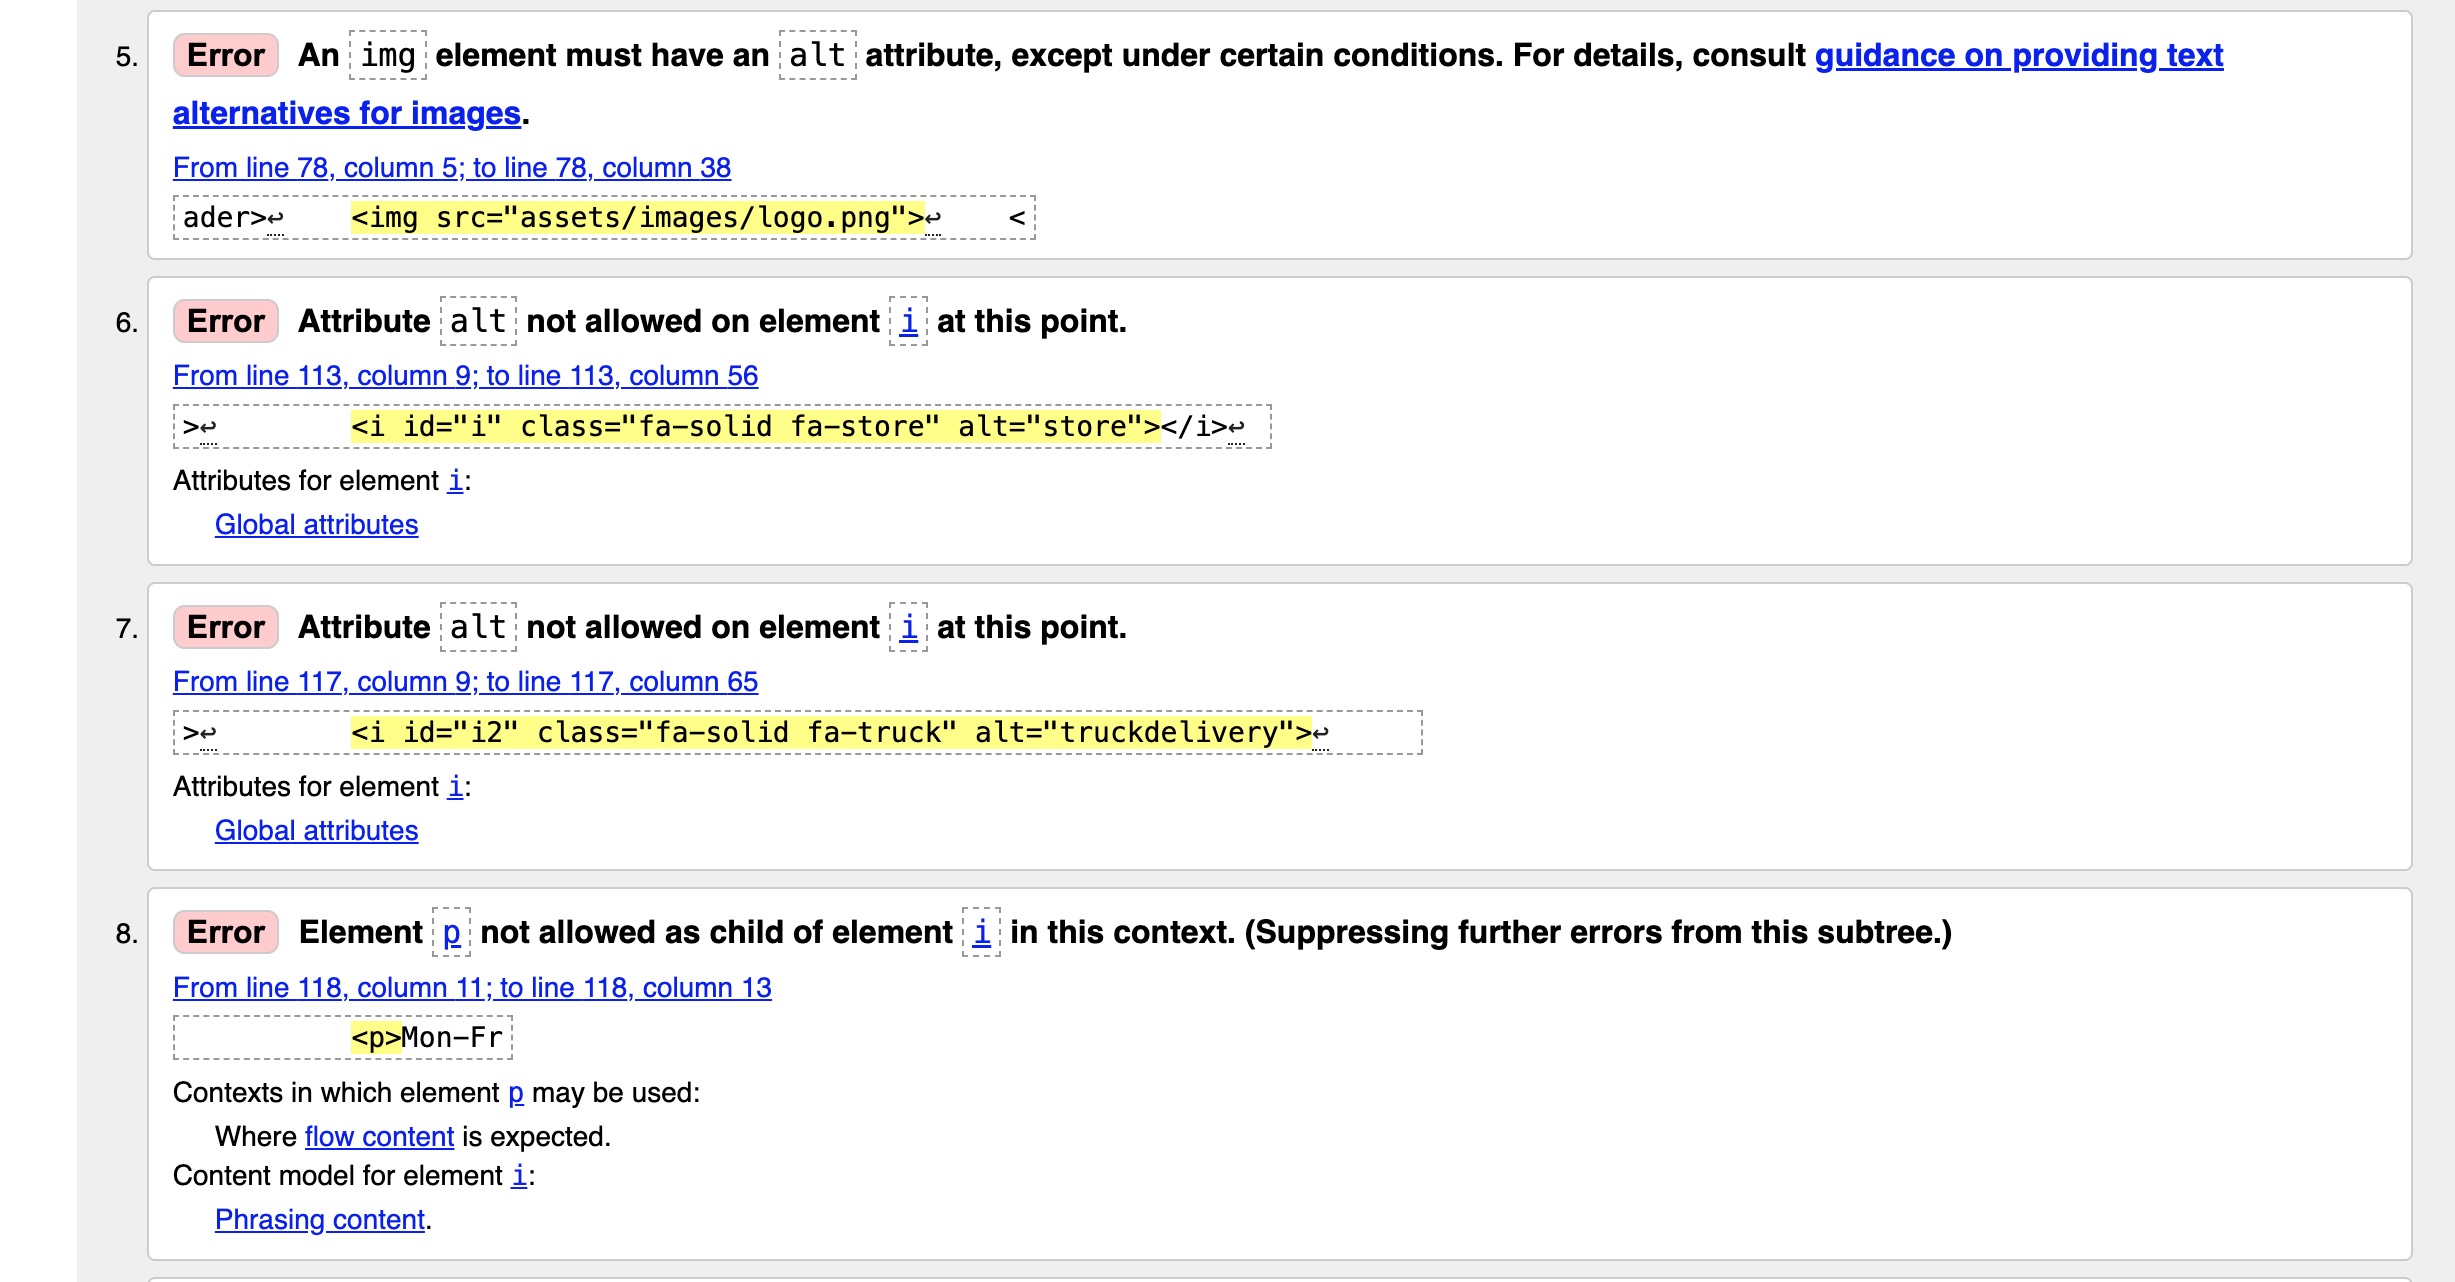 5. Error An img element must have an alt attribute, except under certain conditions. For details, consult guidance on providing text
alternatives for images.
From line 78, column 5; to line 78, column 38
ader>↩    <img src="assets/images/logo.png">↩    <
6. Error Attribute alt not allowed on element i at this point.
From line 113, column 9; to line 113, column 56
>↩        <i id="i" class="fa-solid fa-store" alt="store"></i>↩
Attributes for element i:
Global attributes
7. Error Attribute alt not allowed on element i at this point.
From line 117, column 9; to line 117, column 65
>↩        <i id="i2" class="fa-solid fa-truck" alt="truckdelivery">↩
Attributes for element i:
Global attributes
8. Error Element p not allowed as child of element i in this context. (Suppressing further errors from this subtree.)
From line 118, column 11; to line 118, column 13
<p>Mon-Fr
Contexts in which element p may be used:
Where flow content is expected.
Content model for element i:
Phrasing content.